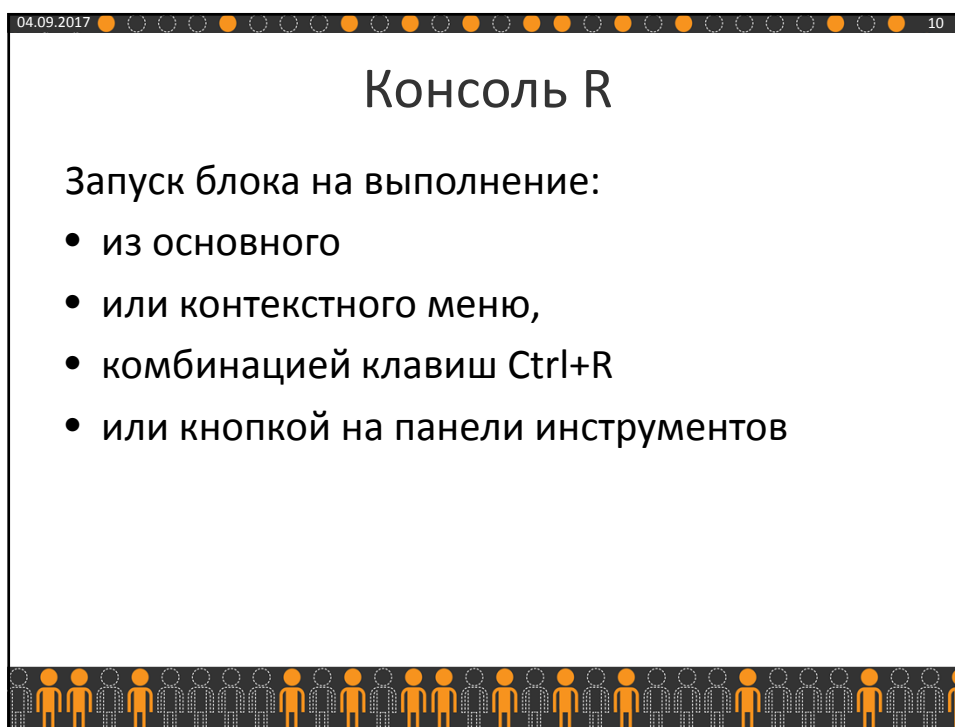 04.09.2017
10
Консоль R
Запуск блока на выполнение:
• из основного
• или контекстного меню,
• комбинацией клавиш Ctrl+R
• или кнопкой на панели инструментов